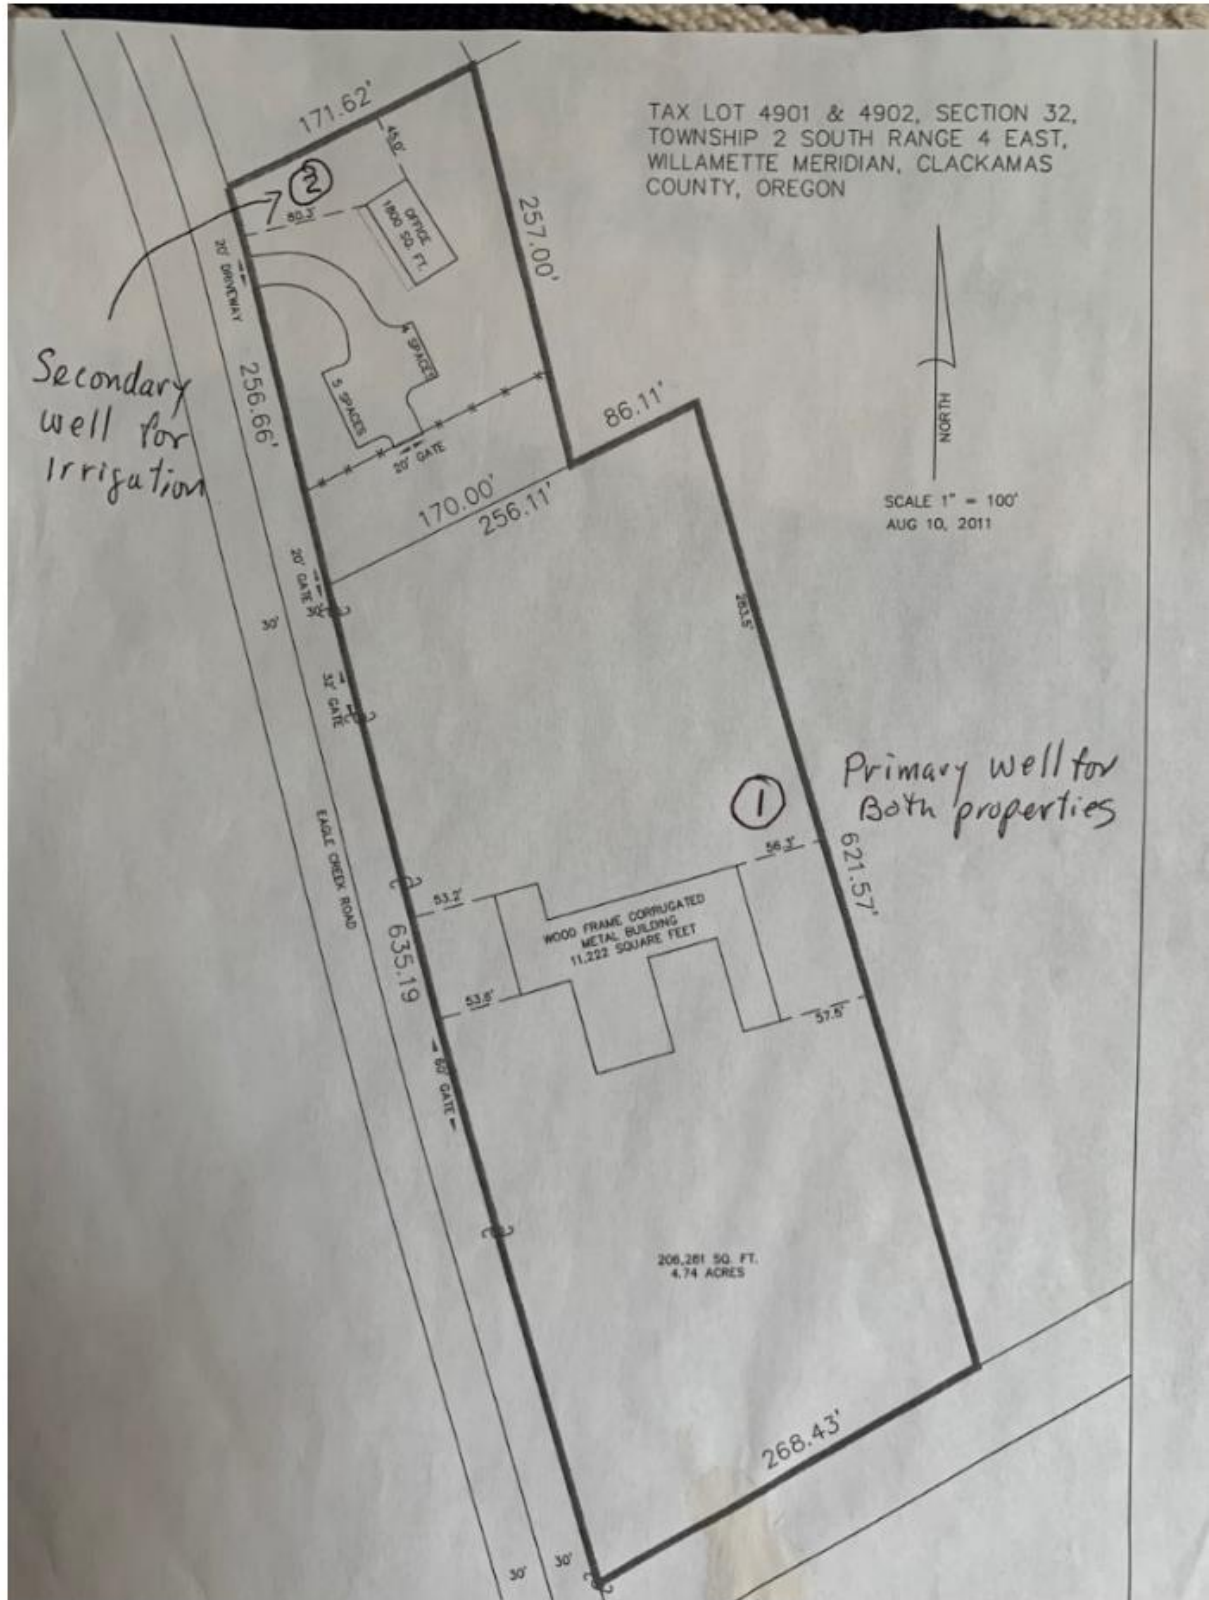 TAX LOT 4901 & 4902, SECTION 32,
TOWNSHIP 2 SOUTH RANGE 4 EAST,
WILLAMETTE MERIDIAN, CLACKAMAS
COUNTY, OREGON
171.62'
45.0'
2
80.3'
OFFICE
1800 SQ. FT.
257.00'
20' DRIVEWAY
Secondary
well for
Irrigation
256.66'
4 SPACES
5 SPACES
20' GATE
86.11'
NORTH
SCALE 1" = 100'
AUG 10, 2011
170.00'
256.11'
20' GATE
30'
30'
283.5'
32' GATE
1
Primary well for
Both properties
EAGLE CREEK ROAD
56.3'
621.57'
53.2'
WOOD FRAME CORRUGATED
METAL BUILDING
11,222 SQUARE FEET
635.19
53.6'
57.5'
60' GATE
206,261 SQ. FT.
4.74 ACRES
268.43'
30'
30'